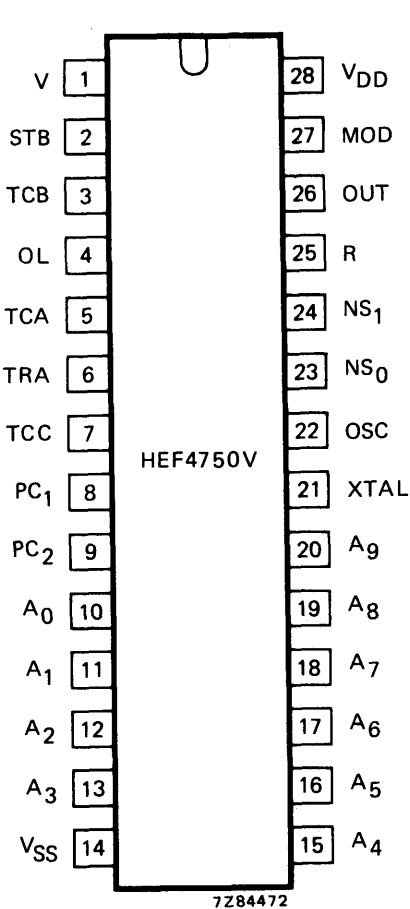 V 1 28 VDD
STB 2 27 MOD
TCB 3 26 OUT
OL 4 25 R
TCA 5 24 NS1
TRA 6 23 NS0
TCC 7 22 OSC
HEF4750V
PC1 8 21 XTAL
PC2 9 20 A9
A0 10 19 A8
A1 11 18 A7
A2 12 17 A6
A3 13 16 A5
VSS 14 15 A4
7Z84472